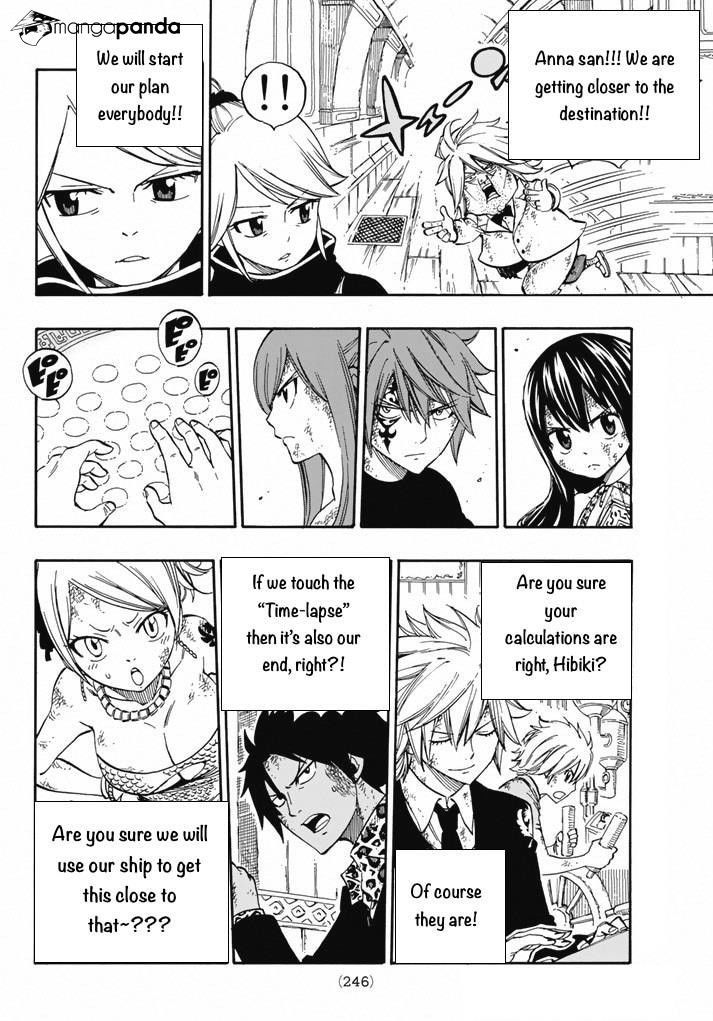 mangapanda
We will start
our plan
everybody!!
!!
Anna san!!! We are
getting closer to the
destination!!
If we touch the
“Time-lapse”
then it's also our
end, right?!
Are you sure
your
calculations are
right, Hibiki?
Are you sure we will
use our ship to get
this close to
that~???
Of course
they are!
(246)